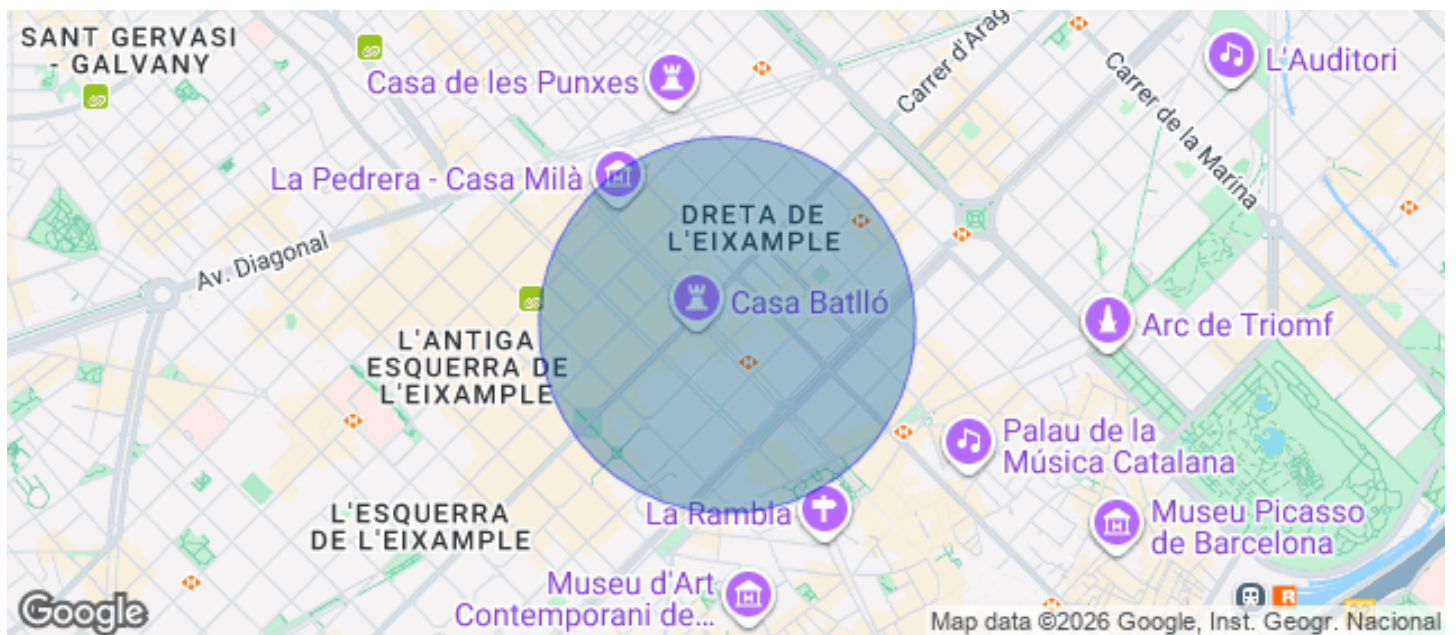 SANT GERVASI
- GALVANY
Casa de les Punxes
Carrer d'Arag
Carrer de la Marina
L'Auditori
La Pedrera - Casa Milà
DRETA DE
L'EIXAMPLE
Av. Diagonal
Casa Batlló
L'ANTIGA
ESQUERRA DE
L'EIXAMPLE
Arc de Triomf
Palau de la
Música Catalana
L'ESQUERRA
DE L'EIXAMPLE
La Rambla
Museu Picasso
de Barcelona
Museu d'Art
Contemporani de...
Google
Map data ©2026 Google, Inst. Geogr. Nacional